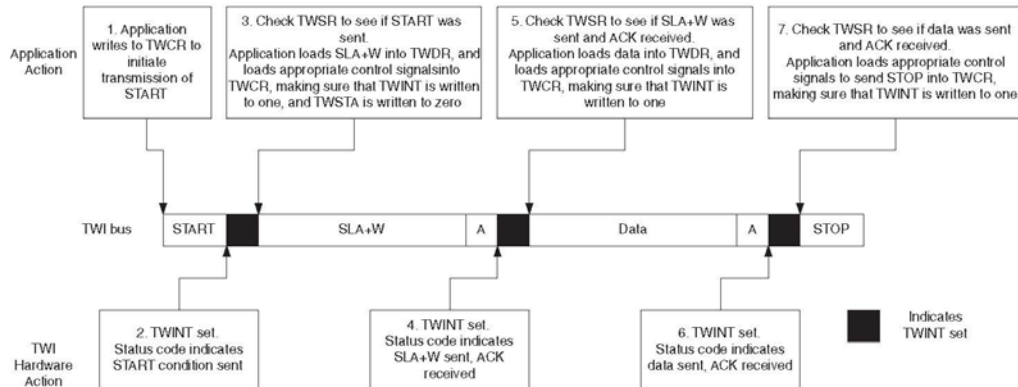 Application
Action
1. Application
writes to TWCR to
initiate
transmission of
START
3. Check TWSR to see if START was
sent.
Application loads SLA+W into TWDR, and
loads appropriate control signalsinto
TWCR, making sure that TWINT is written
to one, and TWSTA is written to zero
5. Check TWSR to see if SLA+W was
sent and ACK received.
Application loads data into TWDR, and
loads appropriate control signals into
TWCR, making sure that TWINT is
written to one
7. Check TWSR to see if data was sent
and ACK received.
Application loads appropriate control
signals to send STOP into TWCR,
making sure that TWINT is written to one
TWI bus
START
SLA+W
A
Data
A
STOP
TWI
Hardware
Action
2. TWINT set.
Status code indicates
START condition sent
4. TWINT set.
Status code indicates
SLA+W sent, ACK
received
6. TWINT set.
Status code indicates
data sent, ACK received
Indicates
TWINT set